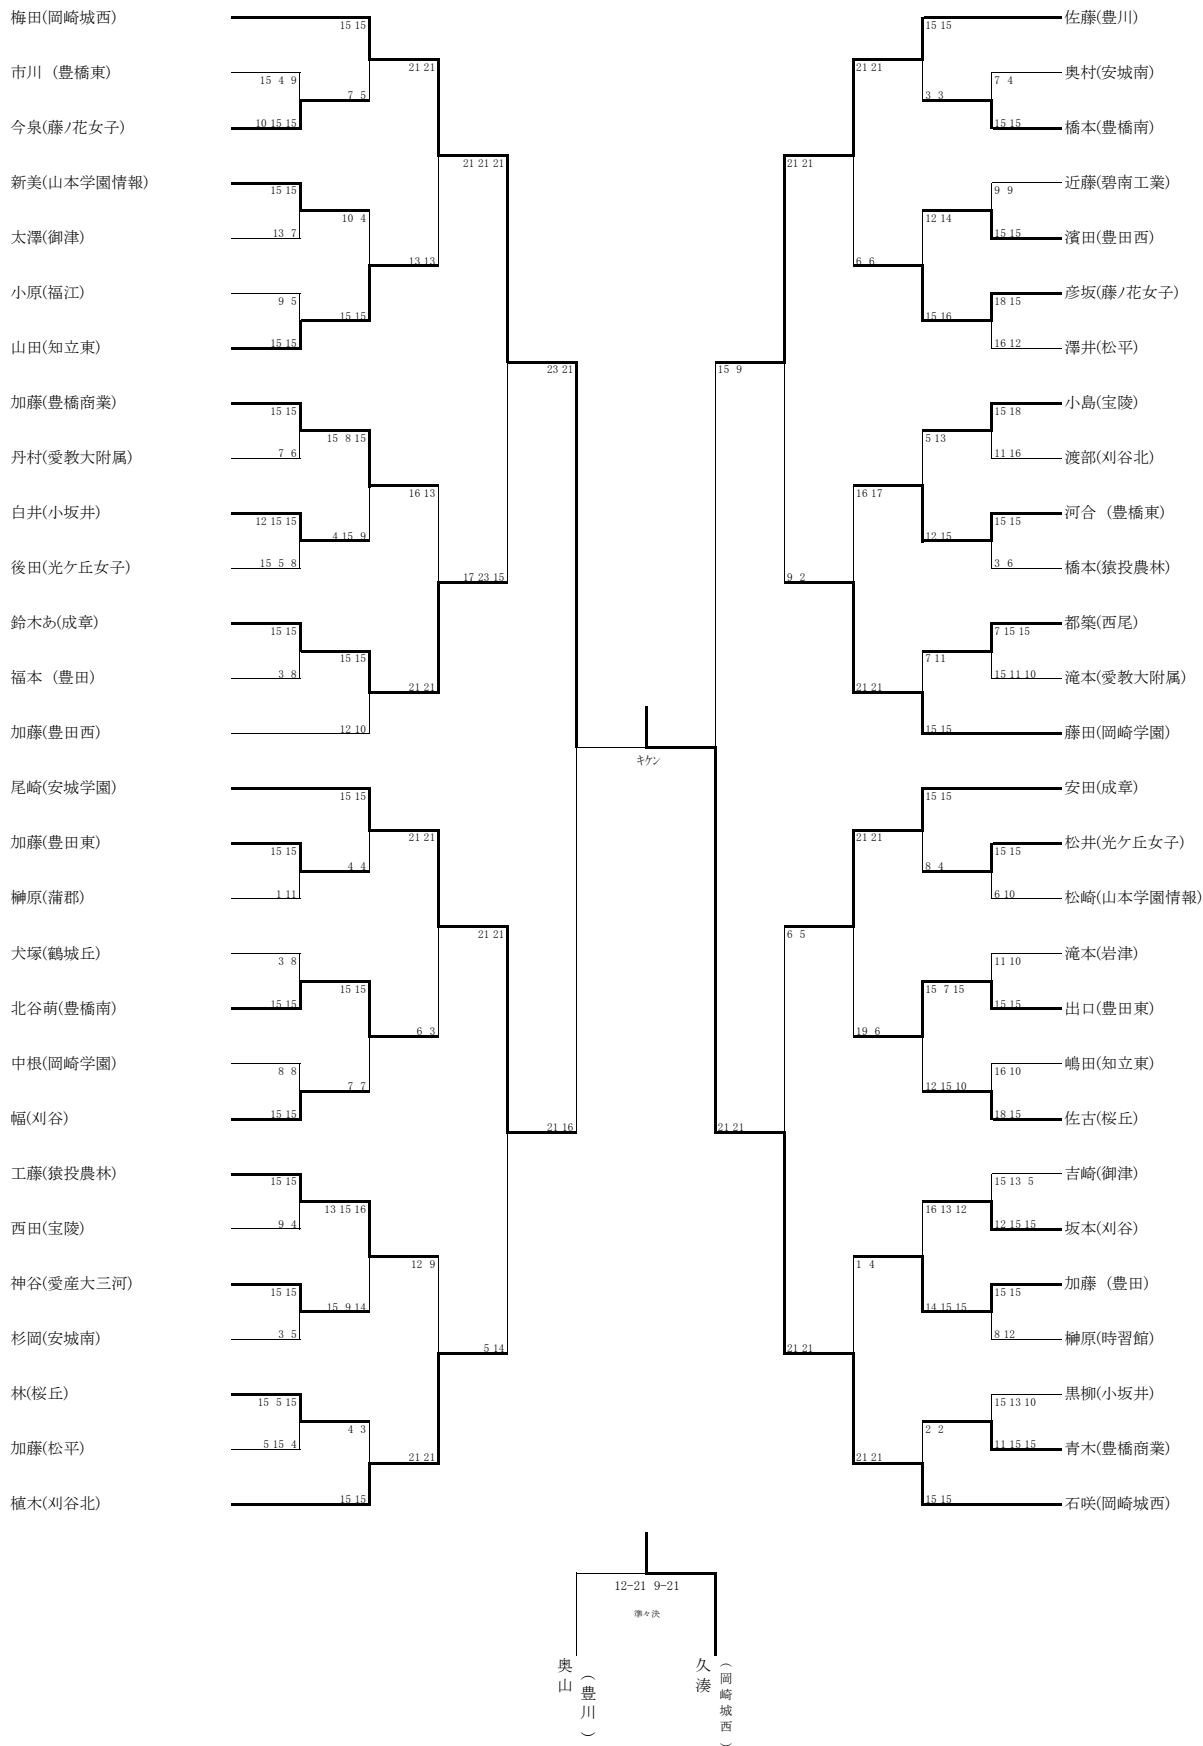 梅田(岡崎城西)
15 15
市川 (豊橋東)
15 4 9
21 21
7 5
今泉(藤ﾉ花女子)
10 15 15
21 21 21
新美(山本学園情報)
15 15
10 4
太澤(御津)
13 7
13 13
小原(福江)
9 5
15 15
山田(知立東)
15 15
23 21
加藤(豊橋商業)
15 15
15 8 15
丹村(愛教大附属)
7 6
16 13
白井(小坂井)
12 15 15
4 15 9
後田(光ケ丘女子)
15 5 8
17 23 15
鈴木あ(成章)
15 15
15 15
福本 (豊田)
3 8
21 21
加藤(豊田西)
12 10
尾崎(安城学園)
15 15
21 21
加藤(豊田東)
15 15
4 4
榊原(蒲郡)
1 11
21 21
犬塚(鶴城丘)
3 8
15 15
北谷萌(豊橋南)
15 15
6 3
中根(岡崎学園)
8 8
7 7
幅(刈谷)
15 15
21 16
工藤(猿投農林)
15 15
13 15 16
西田(宝陵)
9 4
12 9
神谷(愛産大三河)
15 15
15 9 14
杉岡(安城南)
3 5
5 14
林(桜丘)
15 5 15
4 3
加藤(松平)
5 15 4
21 21
植木(刈谷北)
15 15
キケン
佐藤(豊川)
15 15
21 21
奥村(安城南)
7 4
3 3
橋本(豊橋南)
15 15
21 21
近藤(碧南工業)
9 9
12 14
濱田(豊田西)
15 15
6 6
彦坂(藤ﾉ花女子)
18 15
15 16
澤井(松平)
16 12
15 9
小島(宝陵)
15 18
5 13
渡部(刈谷北)
11 16
16 17
河合 (豊橋東)
15 15
12 15
橋本(猿投農林)
3 6
9 2
都築(西尾)
7 15 15
7 11
滝本(愛教大附属)
15 11 10
21 21
藤田(岡崎学園)
15 15
安田(成章)
15 15
21 21
松井(光ケ丘女子)
15 15
8 4
松崎(山本学園情報)
6 10
6 5
滝本(岩津)
11 10
15 7 15
出口(豊田東)
15 15
19 6
嶋田(知立東)
16 10
12 15 10
佐古(桜丘)
18 15
21 21
吉崎(御津)
15 13 5
16 13 12
坂本(刈谷)
12 15 15
1 4
加藤 (豊田)
15 15
14 15 15
榊原(時習館)
8 12
21 21
黒柳(小坂井)
15 13 10
2 2
青木(豊橋商業)
11 15 15
21 21
石咲(岡崎城西)
15 15
12-21 9-21
準々決
奥山
(豊川)
久湊
(岡崎城西)